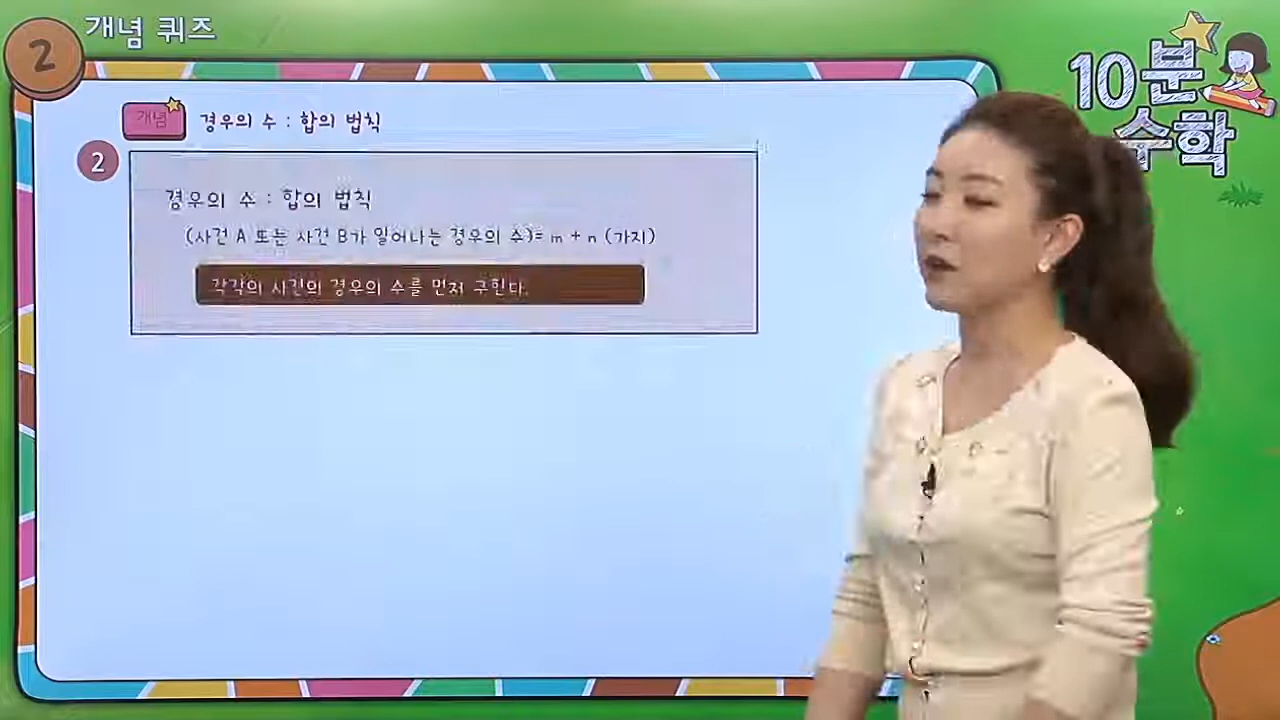 2 개념 퀴즈
10분
수학
개념 경우의 수 : 합의 법칙
2
경우의 수 : 합의 법칙
(사건 A 또는 사건 B가 일어나는 경우의 수)= m + n (가지)
각각의 사건의 경우의 수를 먼저 구한다.